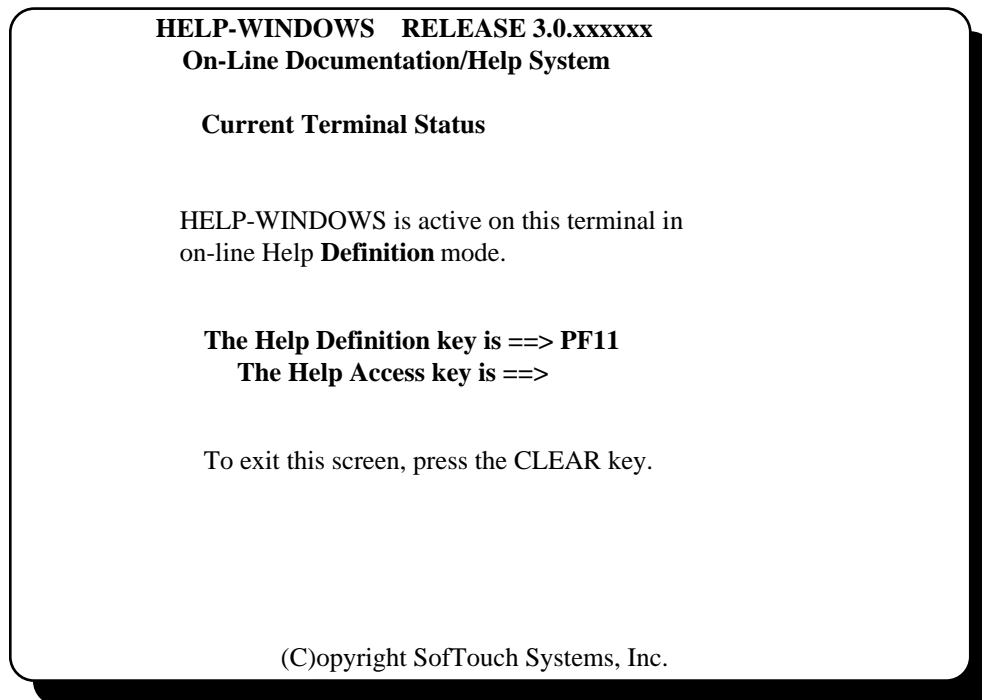 HELP-WINDOWS RELEASE 3.0.xxxxxx
On-Line Documentation/Help System
Current Terminal Status
HELP-WINDOWS is active on this terminal in
on-line Help Definition mode.
The Help Definition key is ==> PF11
The Help Access key is ==>
To exit this screen, press the CLEAR key.
(C)opyright SofTouch Systems, Inc.